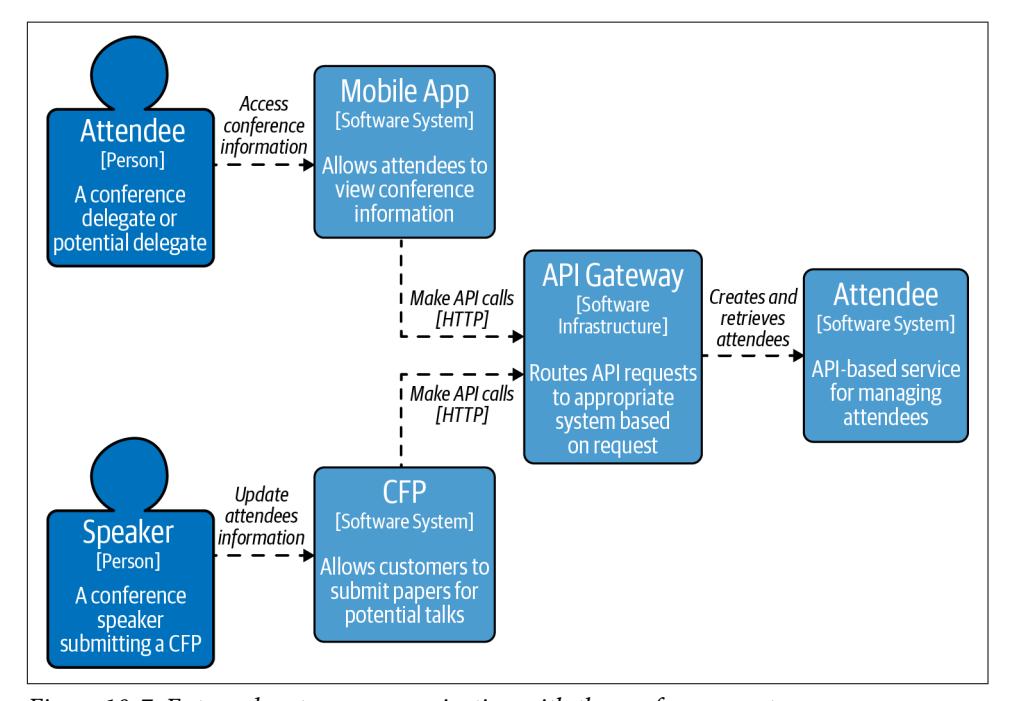 Attendee
[Person]
A conference
delegate or
potential delegate
Access
conference
information
Mobile App
[Software System]
Allows attendees to
view conference
information
Make API calls
[HTTP]
API Gateway
[Software
Infrastructure]
Routes API requests
to appropriate
system based
on request
Creates and
retrieves
attendees
Attendee
[Software System]
API-based service
for managing
attendees
Make API calls
[HTTP]
Speaker
[Person]
A conference
speaker
submitting a CFP
Update
attendees
information
CFP
[Software System]
Allows customers to
submit papers for
potential talks